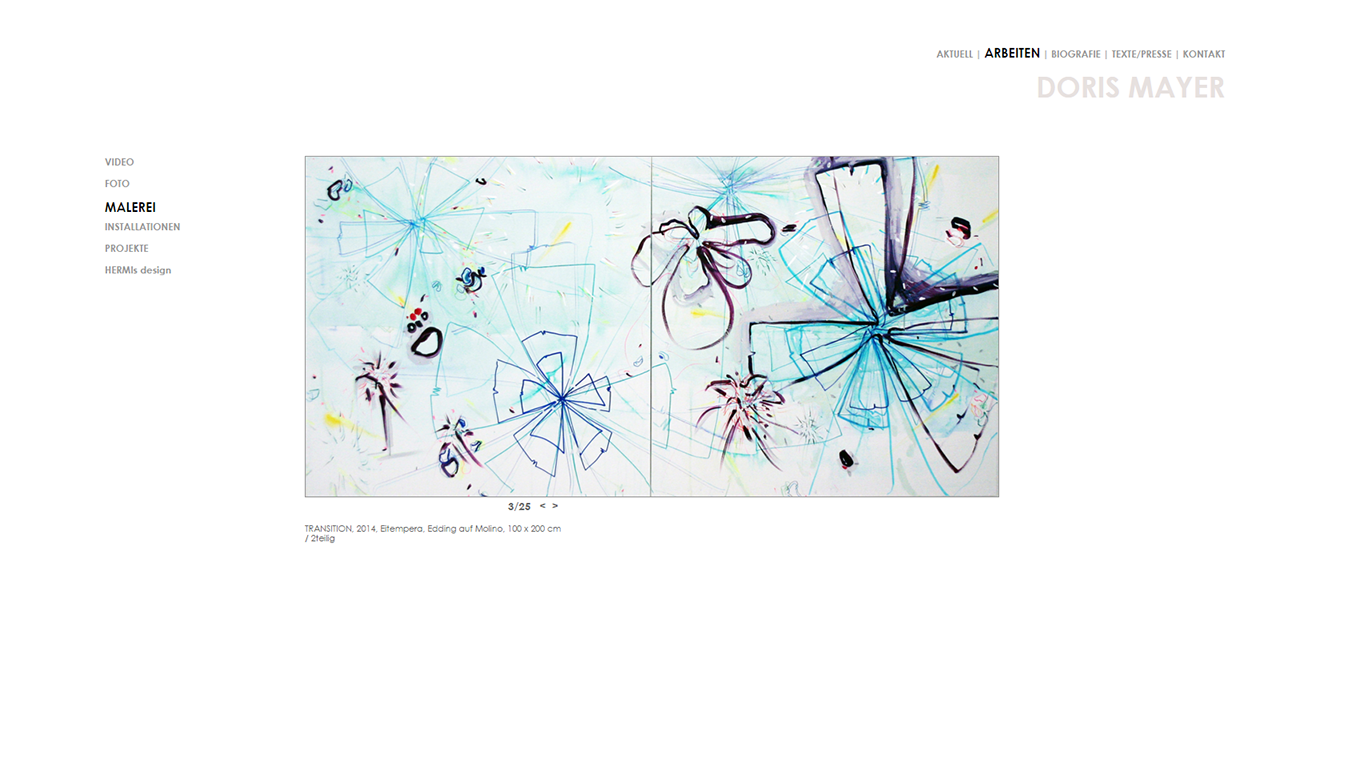 AKTUELL | ARBEITEN | BIOGRAFIE | TEXTE/PRESSE | KONTAKT
DORIS MAYER
VIDEO
FOTO
MALEREI
INSTALLATIONEN
PROJEKTE
HERMIs design
3/25 < >
TRANSITION, 2014, Eitempera, Edding auf Molino, 100 x 200 cm
/ 2teilig